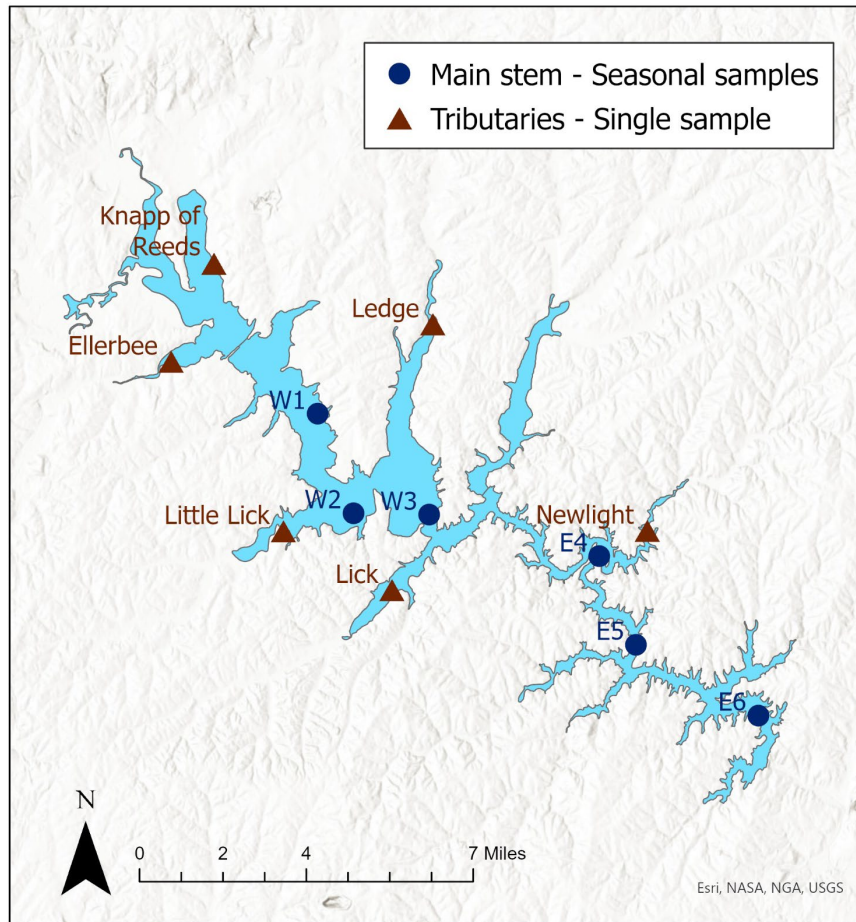 Main stem - Seasonal samples
Tributaries - Single sample
Knapp of
Reeds
Ledge
Ellerbee
W1
W2
W3
Little Lick
Newlight
E4
Lick
E5
E6
N
0 2 4 7 Miles
Esri, NASA, NGA, USGS